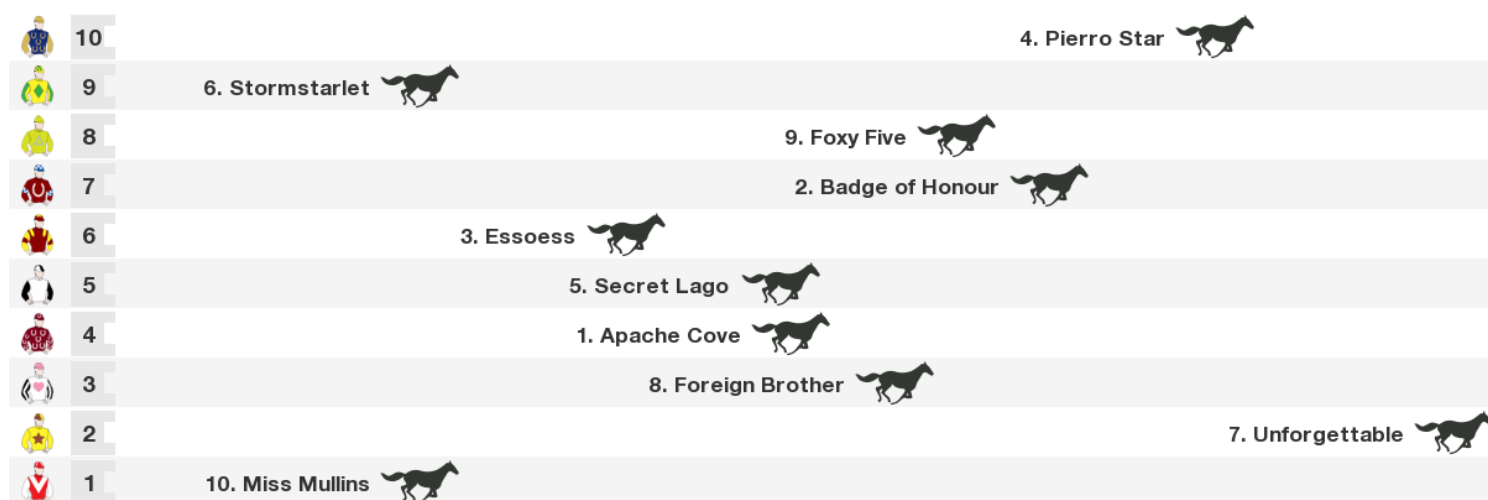 10 4. Pierro Star
9 6. Stormstarlet
8 9. Foxy Five
7 2. Badge of Honour
6 3. Essoess
5 5. Secret Lago
4 1. Apache Cove
3 8. Foreign Brother
2 7. Unforgettable
1 10. Miss Mullins